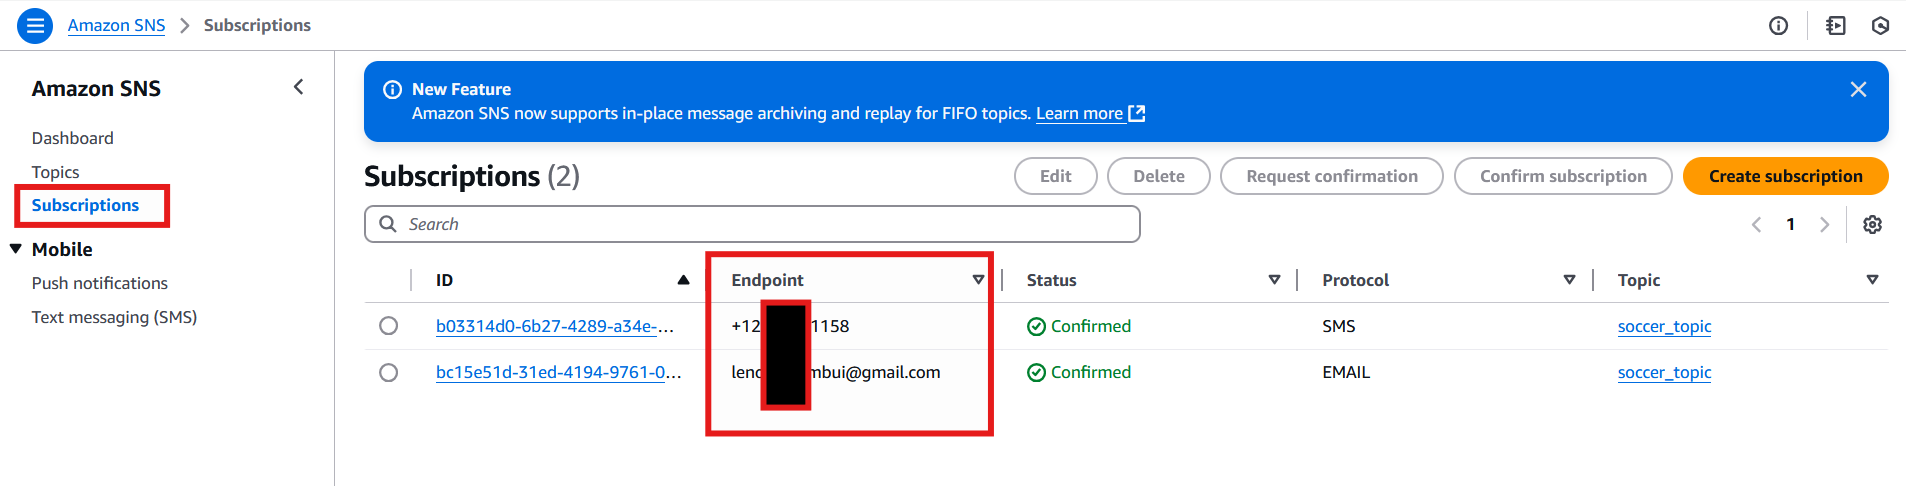 Amazon SNS > Subscriptions
Amazon SNS
Dashboard
Topics
Subscriptions
Mobile
Push notifications
Text messaging (SMS)
New Feature
Amazon SNS now supports in-place message archiving and replay for FIFO topics. Learn more
Subscriptions (2)
Edit
Delete
Request confirmation
Confirm subscription
Create subscription
Search
1
ID Endpoint Status Protocol Topic
b03314d0-6b27-4289-a34e-... +12 1158 Confirmed SMS soccer_topic
bc15e51d-31ed-4194-9761-0... mbui@gmail.com Confirmed EMAIL soccer_topic